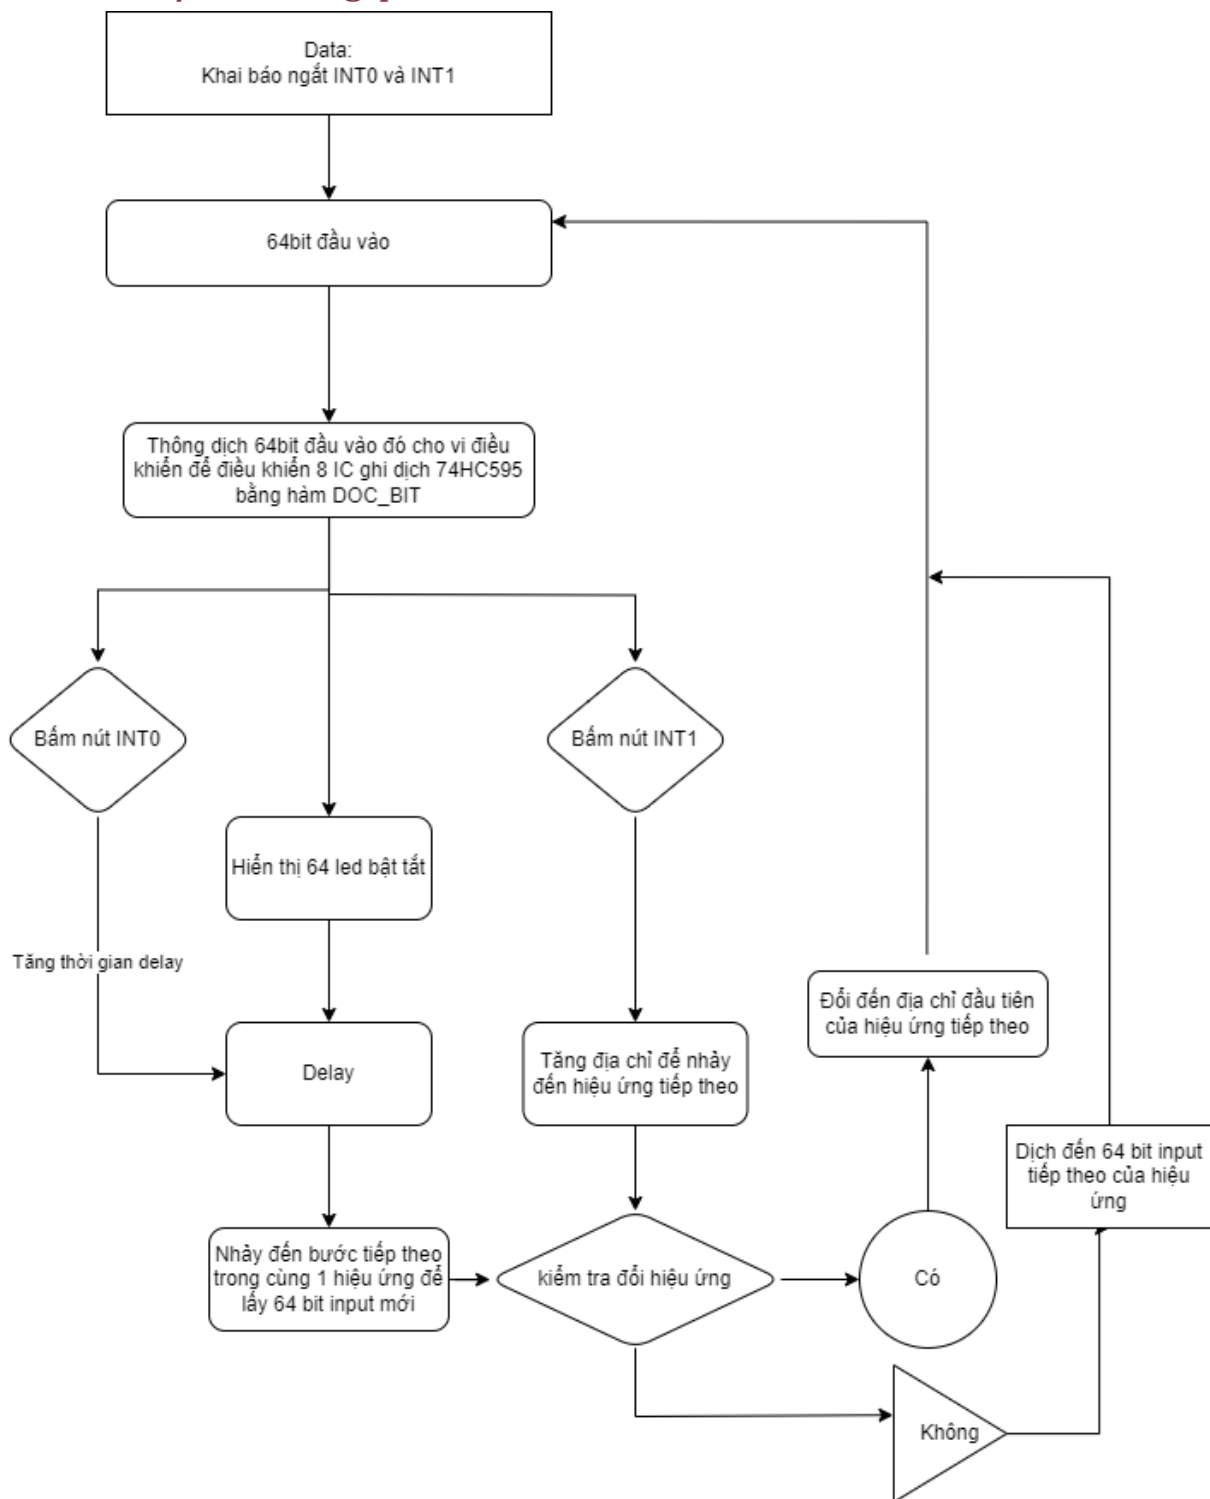 Data:
Khai báo ngắt INT0 và INT1
64bit đầu vào
Thông dịch 64bit đầu vào đó cho vi điều
khiển để điều khiển 8 IC ghi dịch 74HC595
bằng hàm DOC_BIT
Bấm nút INT0
Bấm nút INT1
Hiển thị 64 led bật tắt
Tăng thời gian delay
Đổi đến địa chỉ đầu tiên
của hiệu ứng tiếp theo
Delay
Tăng địa chỉ để nhảy
đến hiệu ứng tiếp theo
Dịch đến 64 bit input
tiếp theo của hiệu
ứng
Nhảy đến bước tiếp theo
trong cùng 1 hiệu ứng để
lấy 64 bit input mới
kiểm tra đổi hiệu ứng
Có
Không